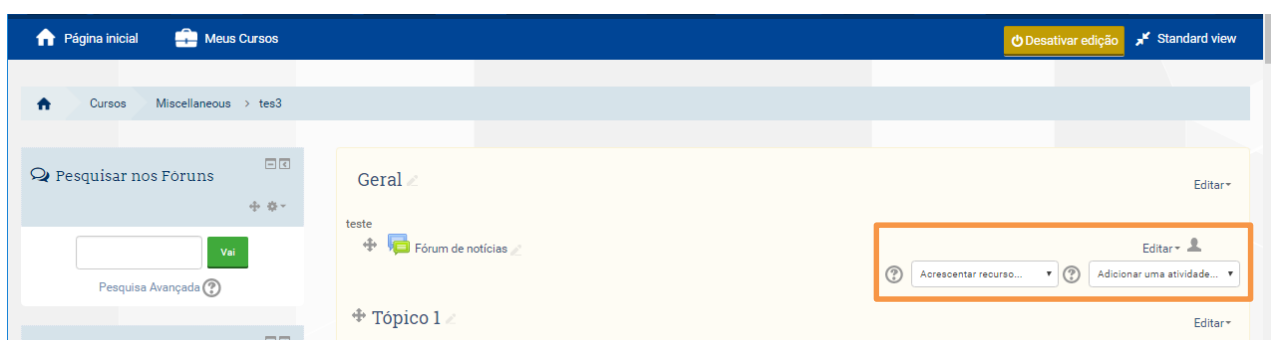 Página inicial
Meus Cursos
Desativar edição
Standard view
Cursos
Miscellaneous > tes3
Pesquisar nos Fóruns
Vai
Pesquisa Avançada
Geral
Editar
teste
Fórum de notícias
Editar
Acrescentar recurso...
Adicionar uma atividade...
Tópico 1
Editar